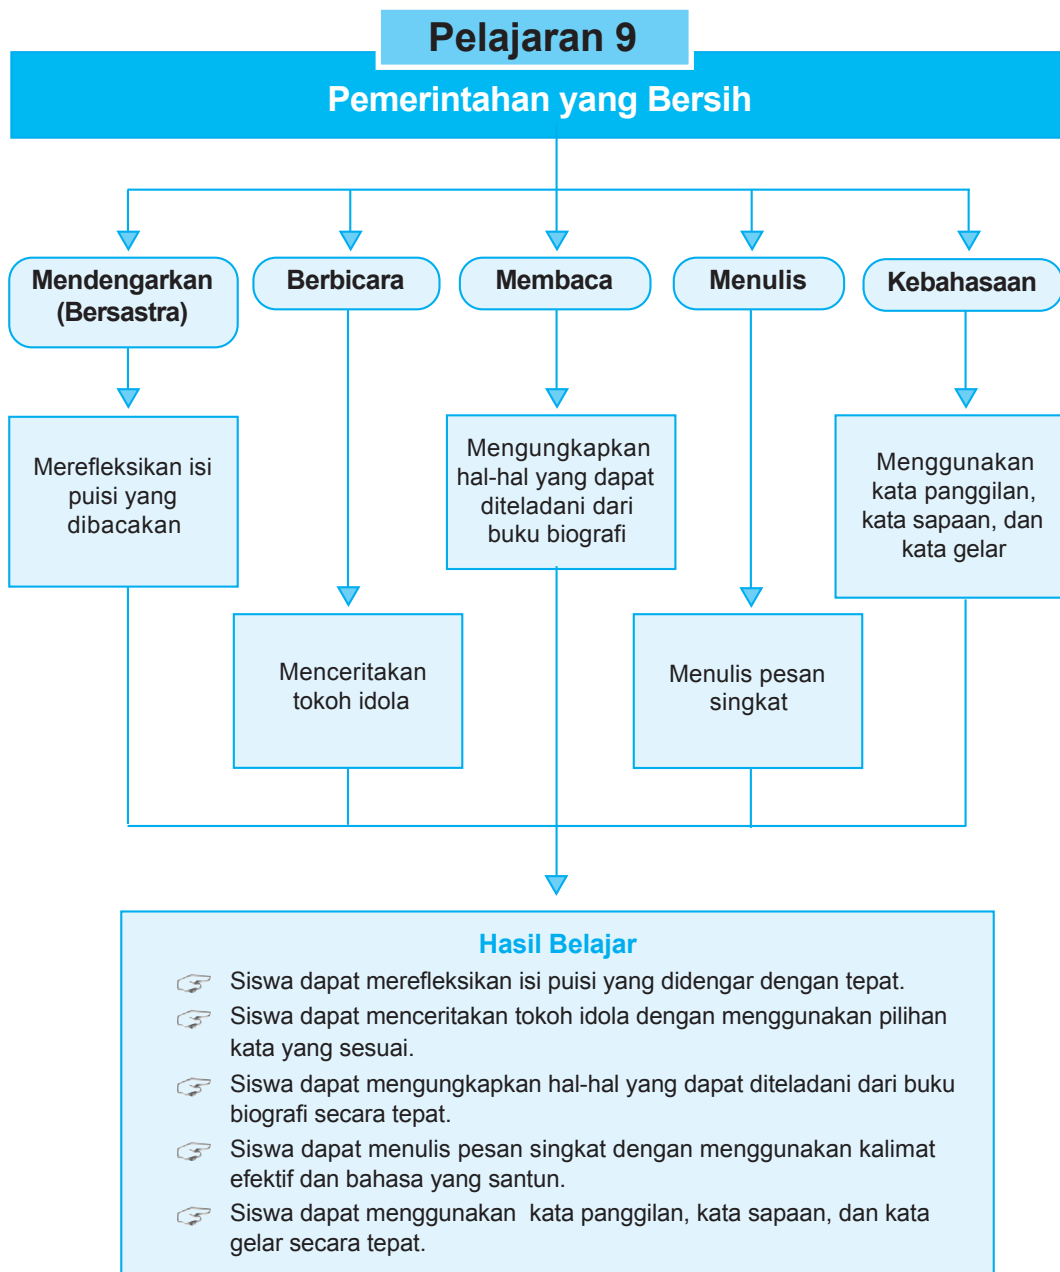 Pelajaran 9
Pemerintahan yang Bersih
Mendengarkan
(Bersastra)
Berbicara
Membaca
Menulis
Kebahasaan
Merefleksikan isi
puisi yang
dibacakan
Mengungkapkan
hal-hal yang dapat
diteladani dari
buku biografi
Menggunakan
kata panggilan,
kata sapaan, dan
kata gelar
Menceritakan
tokoh idola
Menulis pesan
singkat
Hasil Belajar
Siswa dapat merefleksikan isi puisi yang didengar dengan tepat.
Siswa dapat menceritakan tokoh idola dengan menggunakan pilihan
kata yang sesuai.
Siswa dapat mengungkapkan hal-hal yang dapat diteladani dari buku
biografi secara tepat.
Siswa dapat menulis pesan singkat dengan menggunakan kalimat
efektif dan bahasa yang santun.
Siswa dapat menggunakan kata panggilan, kata sapaan, dan kata
gelar secara tepat.